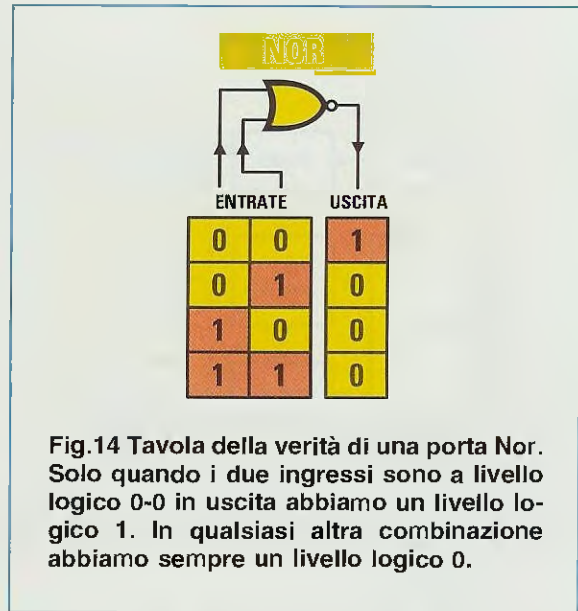 NOR
ENTRATE USCITA
0 0 1
0 1 0
1 0 0
1 1 0
Fig.14 Tavola della verità di una porta Nor.
Solo quando i due ingressi sono a livello
logico 0-0 in uscita abbiamo un livello lo-
gico 1. In qualsiasi altra combinazione
abbiamo sempre un livello logico 0.